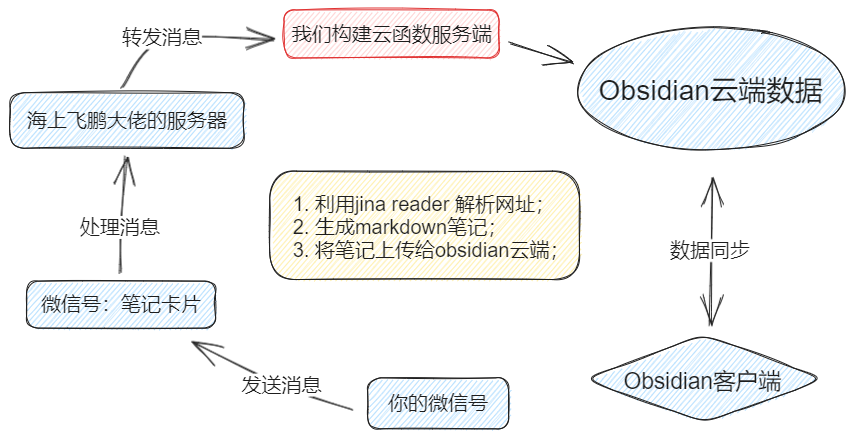 转发消息
我们构建云函数服务端
Obsidian云端数据
海上飞鹏大佬的服务器
处理消息
1. 利用jina reader 解析网址；
2. 生成markdown笔记；
3. 将笔记上传给obsidian云端；
数据同步
微信号：笔记卡片
发送消息
你的微信号
Obsidian客户端